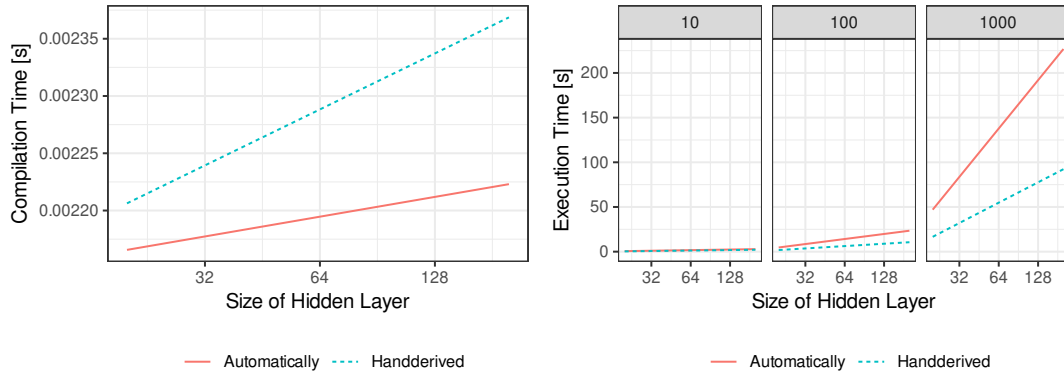 Compilation Time [s]
0.00235
0.00230
0.00225
0.00220
32 64 128
Size of Hidden Layer
Automatically Handderived
10 100 1000
Execution Time [s]
200
150
100
50
0
32 64 128 32 64 128 32 64 128
Size of Hidden Layer
Automatically Handderived